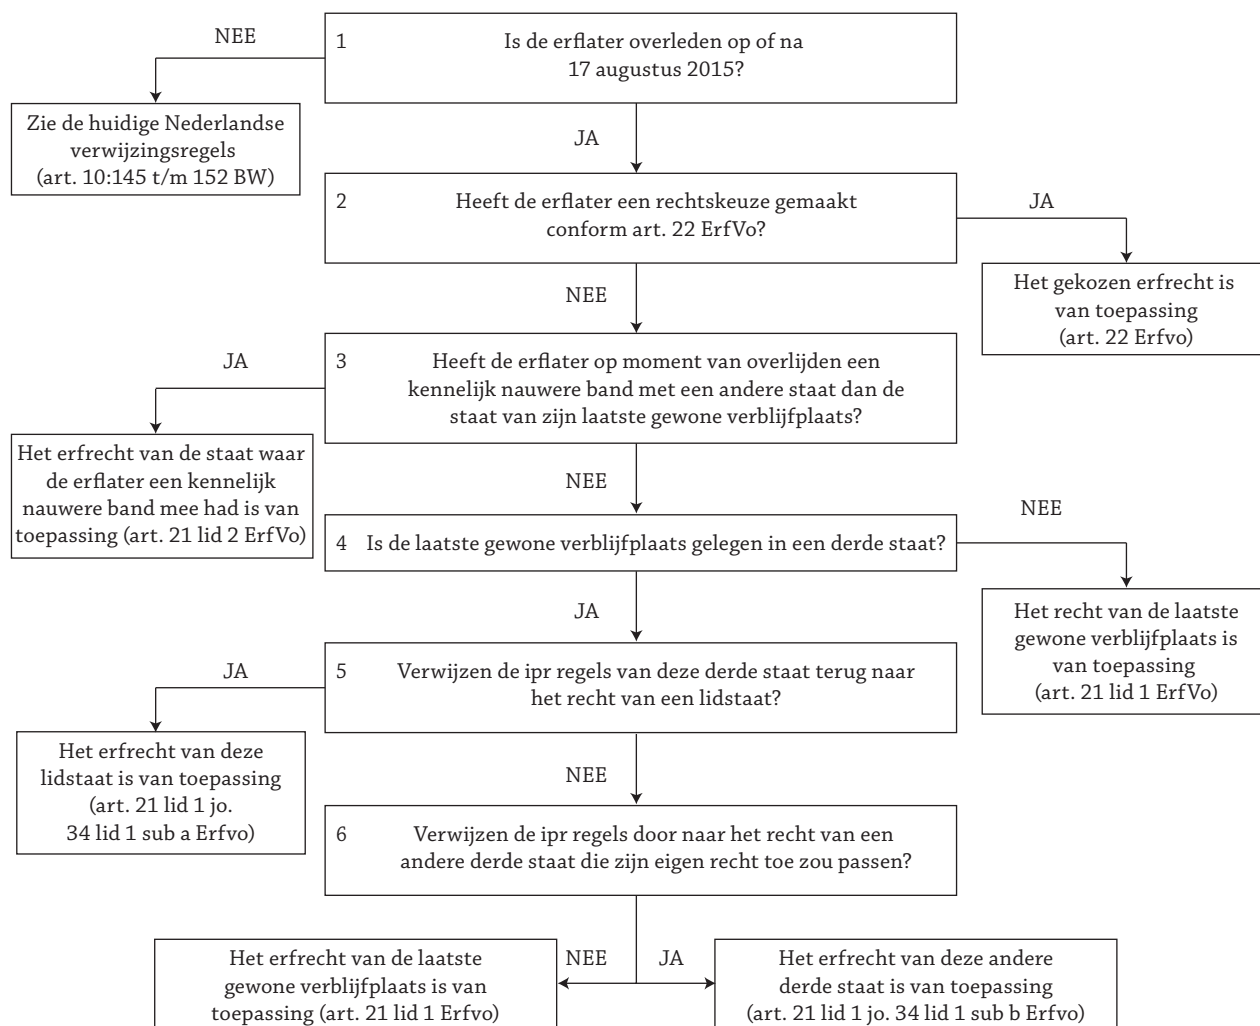 NEE
1 Is de erflater overleden op of na
17 augustus 2015?
Zie de huidige Nederlandse
verwijzingsregels
(art. 10:145 t/m 152 BW)
JA
2 Heeft de erflater een rechtskeuze gemaakt
conform art. 22 ErfVo?
JA
Het gekozen erfrecht is
van toepassing
(art. 22 Erfvo)
NEE
3 Heeft de erflater op moment van overlijden een
kennelijk nauwere band met een andere staat dan de
staat van zijn laatste gewone verblijfplaats?
JA
Het erfrecht van de staat waar
de erflater een kennelijk
nauwere band mee had is van
toepassing (art. 21 lid 2 ErfVo)
NEE
4 Is de laatste gewone verblijfplaats gelegen in een derde staat?
NEE
Het recht van de laatste
gewone verblijfplaats is
van toepassing
(art. 21 lid 1 ErfVo)
JA
5 Verwijzen de ipr regels van deze derde staat terug naar
het recht van een lidstaat?
JA
Het erfrecht van deze
lidstaat is van toepassing
(art. 21 lid 1 jo.
34 lid 1 sub a Erfvo)
NEE
6 Verwijzen de ipr regels door naar het recht van een
andere derde staat die zijn eigen recht toe zou passen?
NEE
JA
Het erfrecht van de laatste
gewone verblijfplaats is van
toepassing (art. 21 lid 1 Erfvo)
Het erfrecht van deze andere
derde staat is van toepassing
(art. 21 lid 1 jo. 34 lid 1 sub b Erfvo)